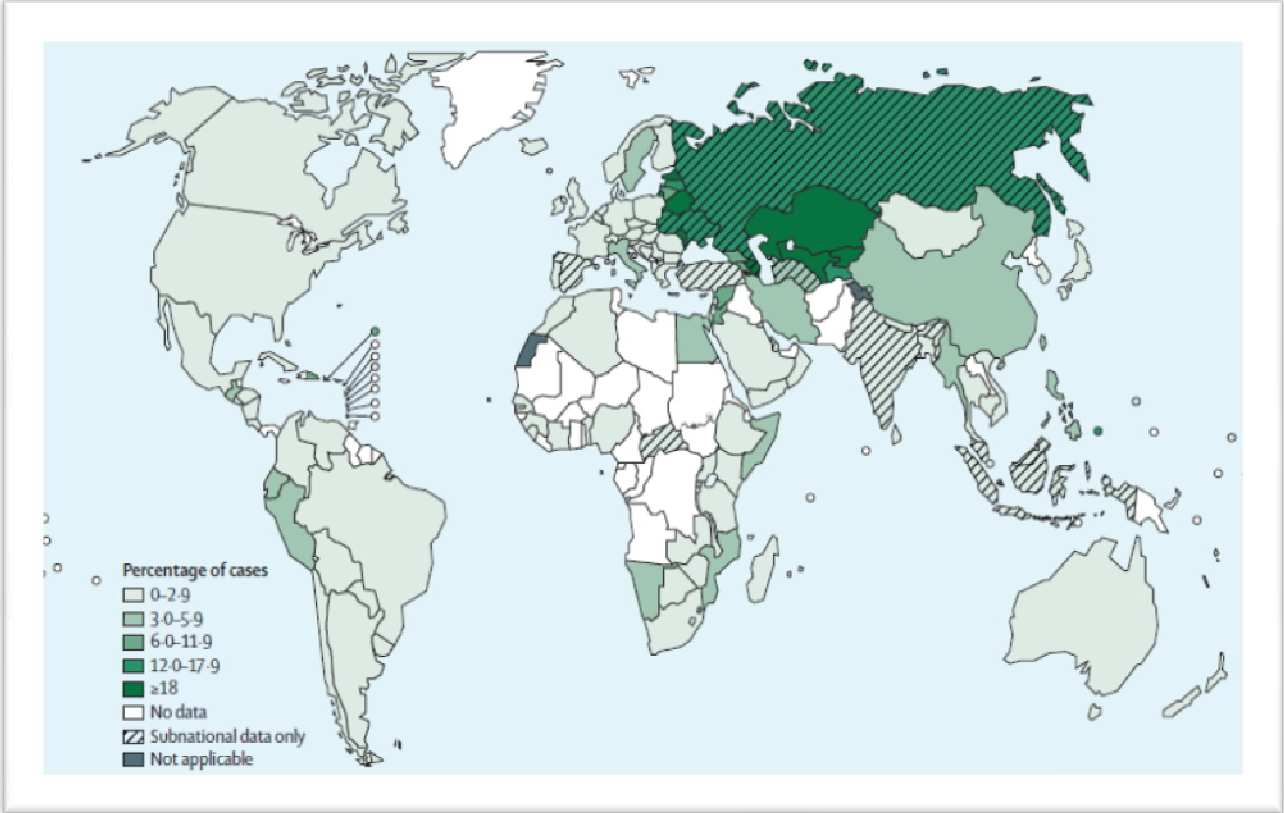 Percentage of cases
0–2·9
3·0–5·9
6·0–11·9
12·0–17·9
≥18
No data
Subnational data only
Not applicable